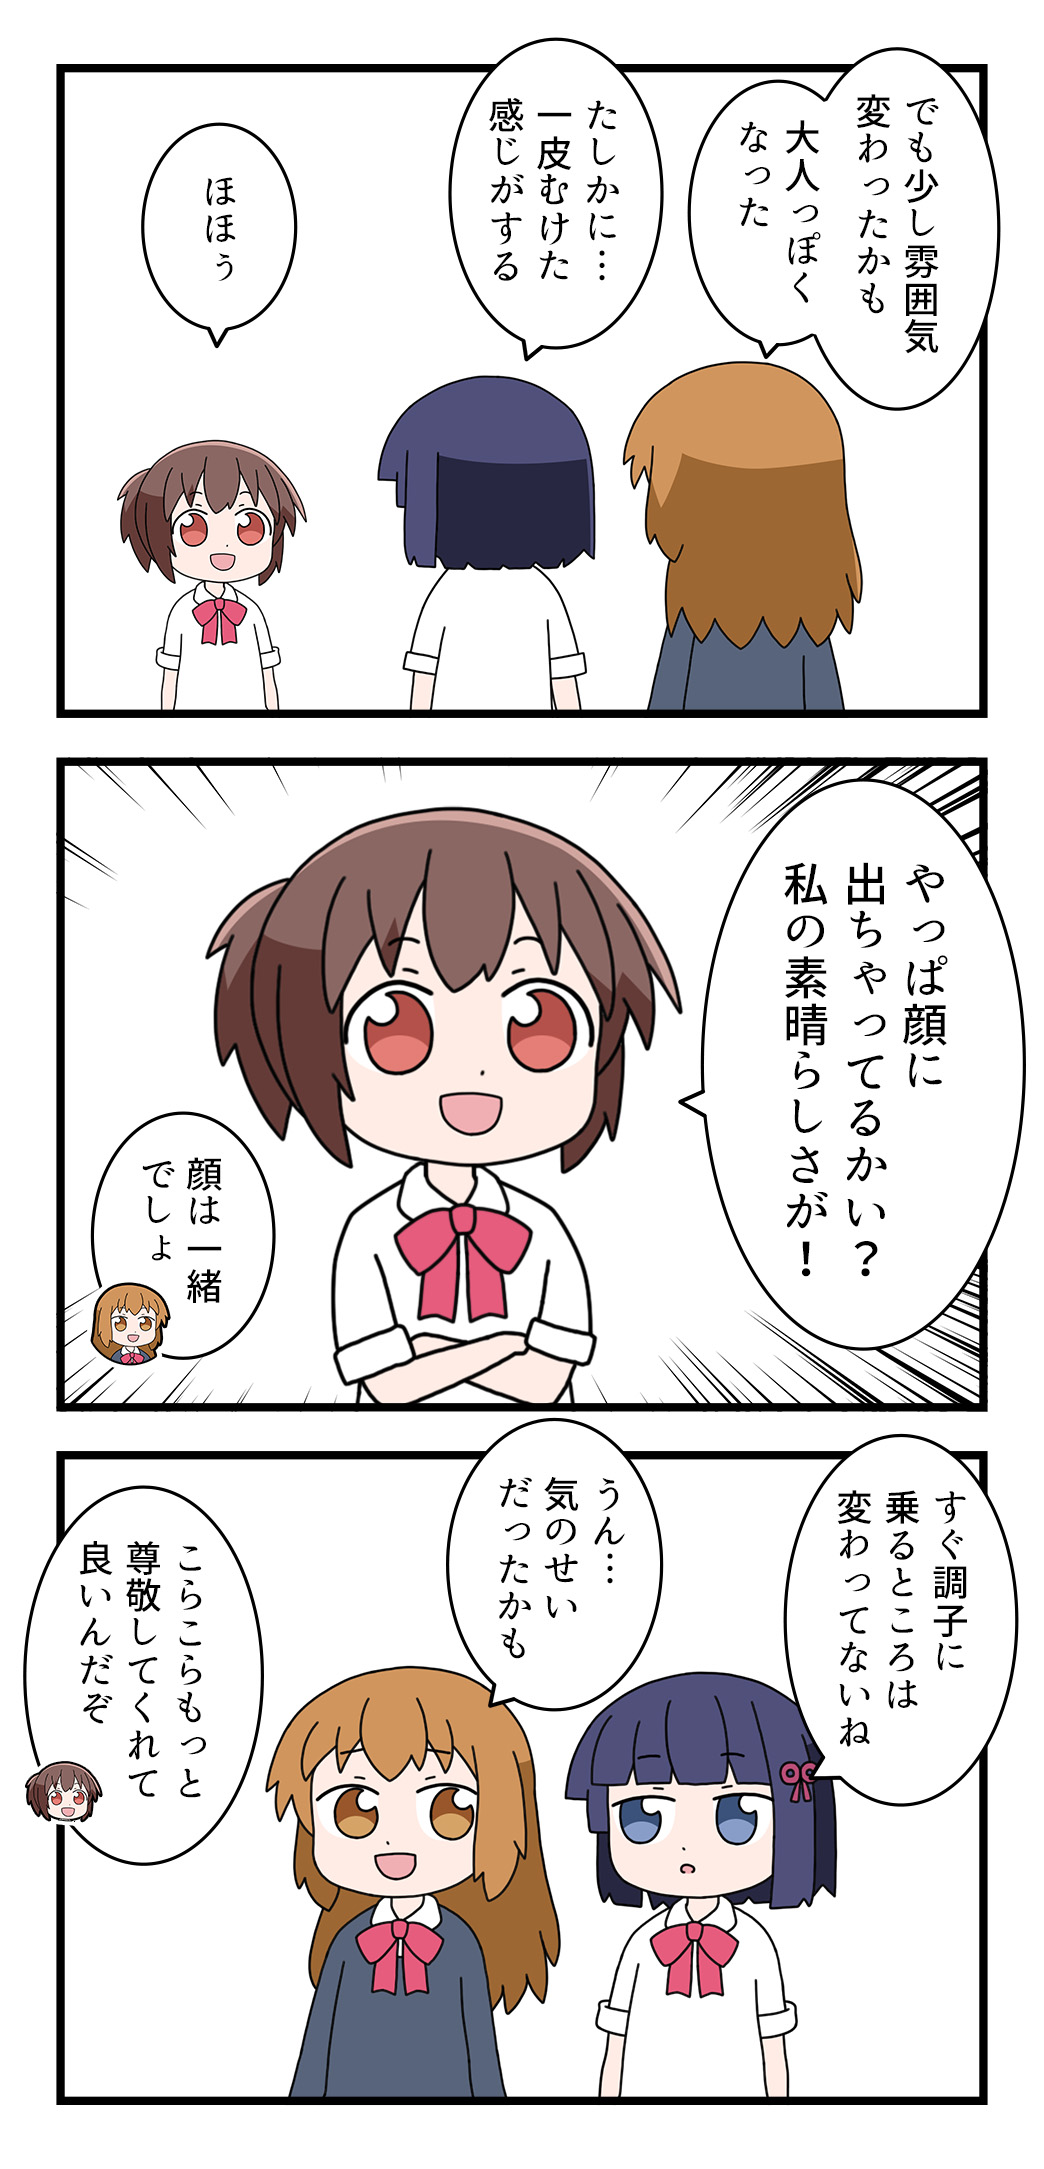 でも少し雰囲気
変わったかも
大人っぽく
なった
たしかに…
一皮むけた
感じがする
ほほぅ
やっぱ顔に
出ちゃってるかい？
私の素晴らしさが！
顔は一緒
でしょ
すぐ調子に
乗るところは
変わってないね
うん…
気のせい
だったかも
こらこらもっと
尊敬してくれて
良いんだぞ